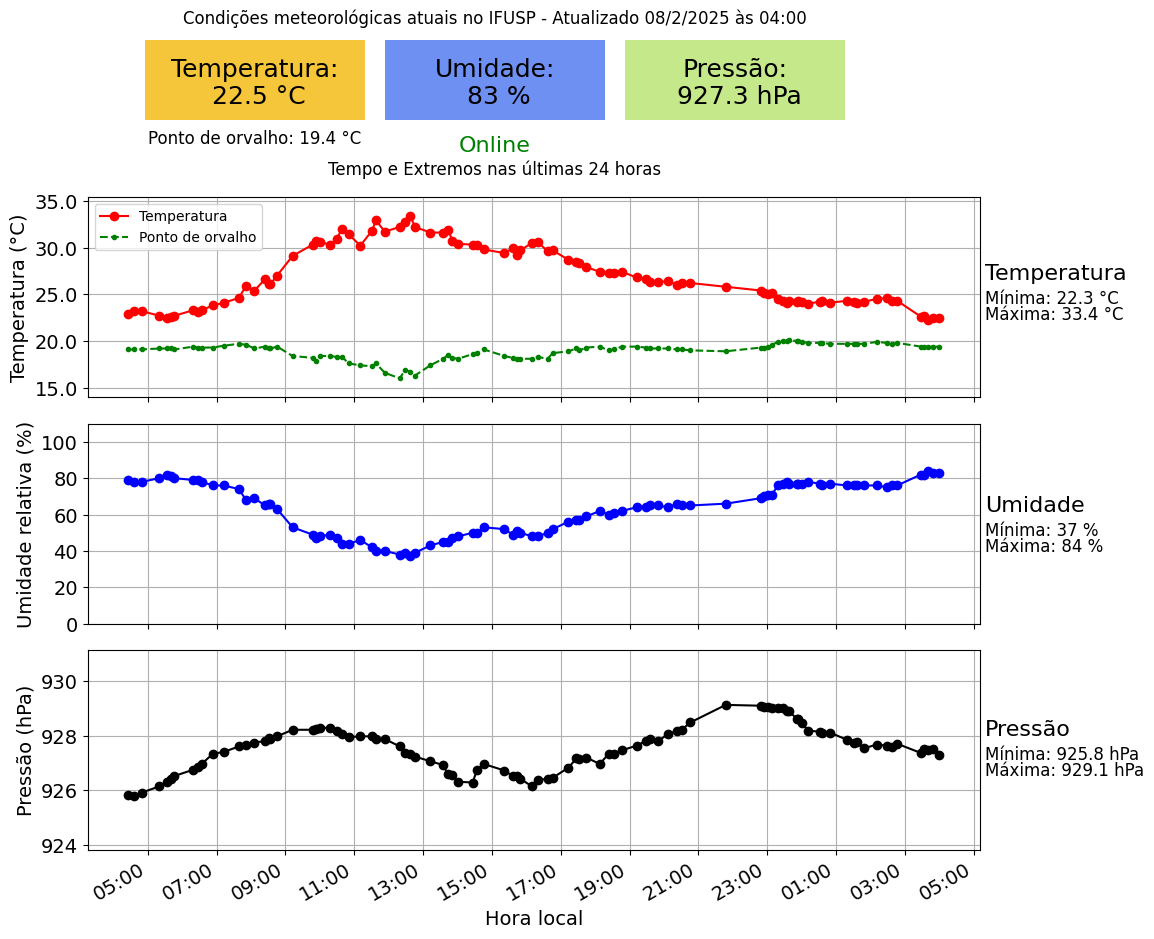 Condições meteorológicas atuais no IFUSP - Atualizado 08/2/2025 às 04:00
Temperatura:
22.5 °C
Umidade:
83 %
Pressão:
927.3 hPa
Ponto de orvalho: 19.4 °C
Online
Tempo e Extremos nas últimas 24 horas
Temperatura (°C)
35.0
30.0
25.0
20.0
15.0
Temperatura
Ponto de orvalho
Temperatura
Mínima: 22.3 °C
Máxima: 33.4 °C
Umidade relativa (%)
100
80
60
40
20
0
Umidade
Mínima: 37 %
Máxima: 84 %
Pressão (hPa)
930
928
926
924
Pressão
Mínima: 925.8 hPa
Máxima: 929.1 hPa
05:00
07:00
09:00
11:00
13:00
15:00
17:00
19:00
21:00
23:00
01:00
03:00
05:00
Hora local